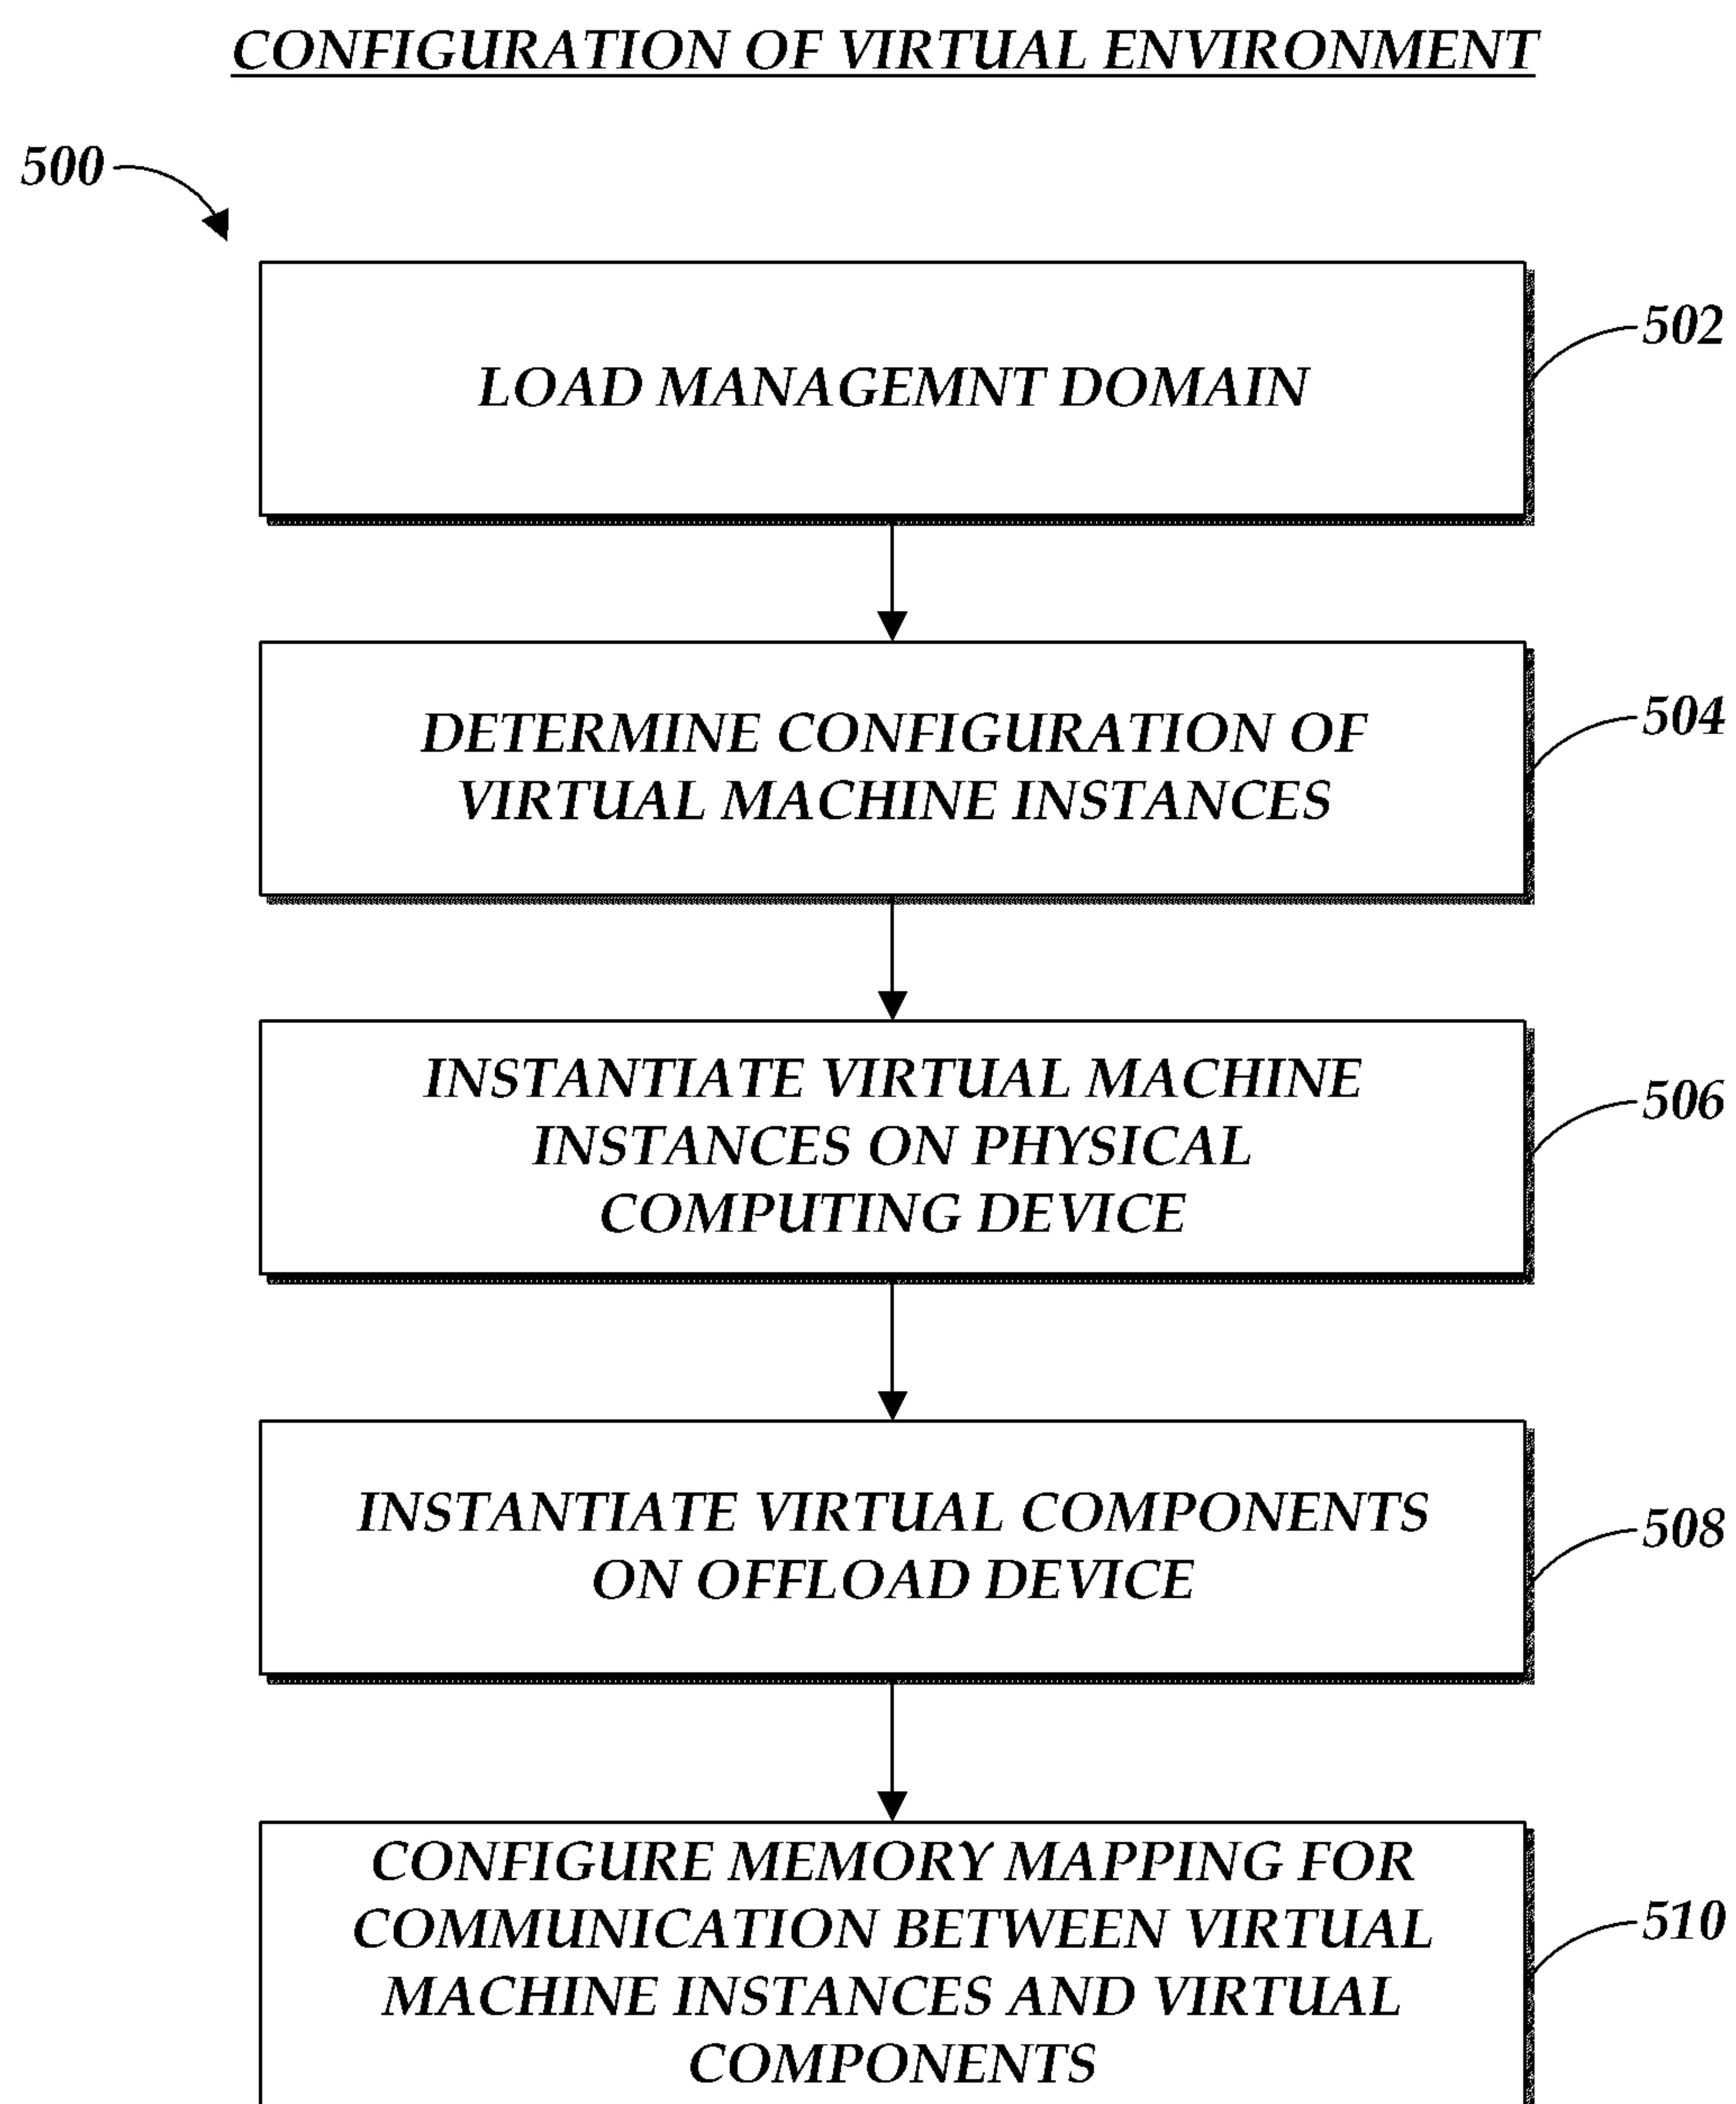 CONFIGURATION OF VIRTUAL ENVIRONMENT
500
LOAD MANAGEMNT DOMAIN
502
DETERMINE CONFIGURATION OF
VIRTUAL MACHINE INSTANCES
504
INSTANTIATE VIRTUAL MACHINE
INSTANCES ON PHYSICAL
COMPUTING DEVICE
506
INSTANTIATE VIRTUAL COMPONENTS
ON OFFLOAD DEVICE
508
CONFIGURE MEMORY MAPPING FOR
COMMUNICATION BETWEEN VIRTUAL
MACHINE INSTANCES AND VIRTUAL
COMPONENTS
510